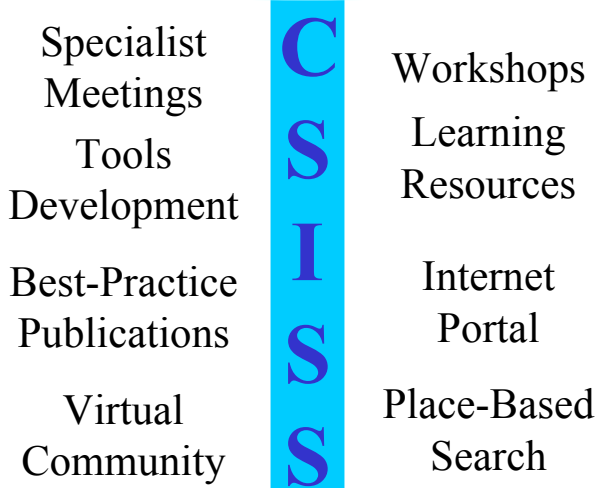 Specialist
Meetings
Tools
Development
Best-Practice
Publications
Virtual
Community
C
S
I
S
S
Workshops
Learning
Resources
Internet
Portal
Place-Based
Search